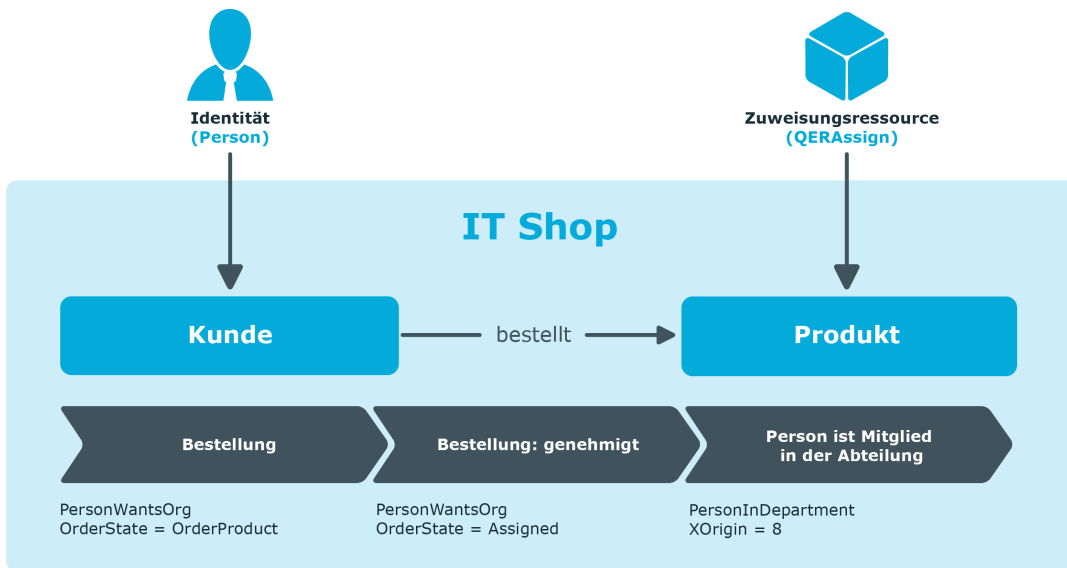 Identität
(Person)
Zuweisungsressource
(QERAssign)
IT Shop
Kunde
bestellt
Produkt
Bestellung
Bestellung: genehmigt
Person ist Mitglied
in der Abteilung
PersonWantsOrg
OrderState = OrderProduct
PersonWantsOrg
OrderState = Assigned
PersonInDepartment
XOrigin = 8